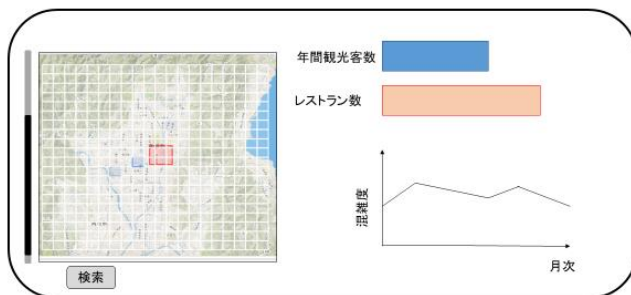 年間観光客数
レストラン数
混雑度
月次
検索